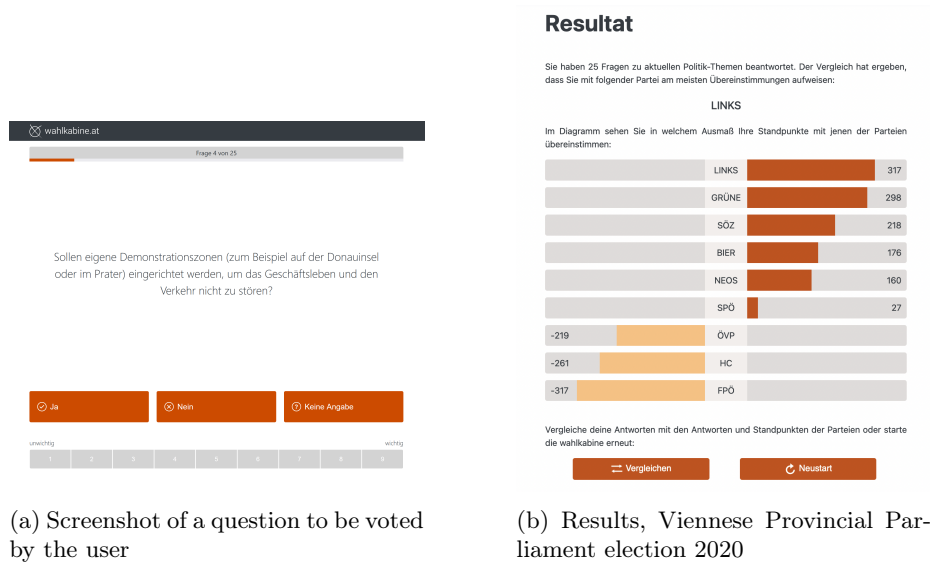 wahlkabine.at
Frage 4 von 25
Sollen eigene Demonstrationszonen (zum Beispiel auf der Donauinsel
oder im Prater) eingerichtet werden, um das Geschäftsleben und den
Verkehr nicht zu stören?
Ja
Nein
Keine Angabe
unwichtig
wichtig
1 2 3 4 5 6 7 8 9
(a) Screenshot of a question to be voted
by the user
Resultat
Sie haben 25 Fragen zu aktuellen Politik-Themen beantwortet. Der Vergleich hat ergeben,
dass Sie mit folgender Partei am meisten Übereinstimmungen aufweisen:
LINKS
Im Diagramm sehen Sie in welchem Ausmaß Ihre Standpunkte mit jenen der Parteien
übereinstimmen:
LINKS 317
GRÜNE 298
SÖZ 218
BIER 176
NEOS 160
SPÖ 27
-219 ÖVP
-261 HC
-317 FPÖ
Vergleiche deine Antworten mit den Antworten und Standpunkten der Parteien oder starte
die wahlkabine erneut:
Vergleichen
Neustart
(b) Results, Viennese Provincial Par-
liament election 2020